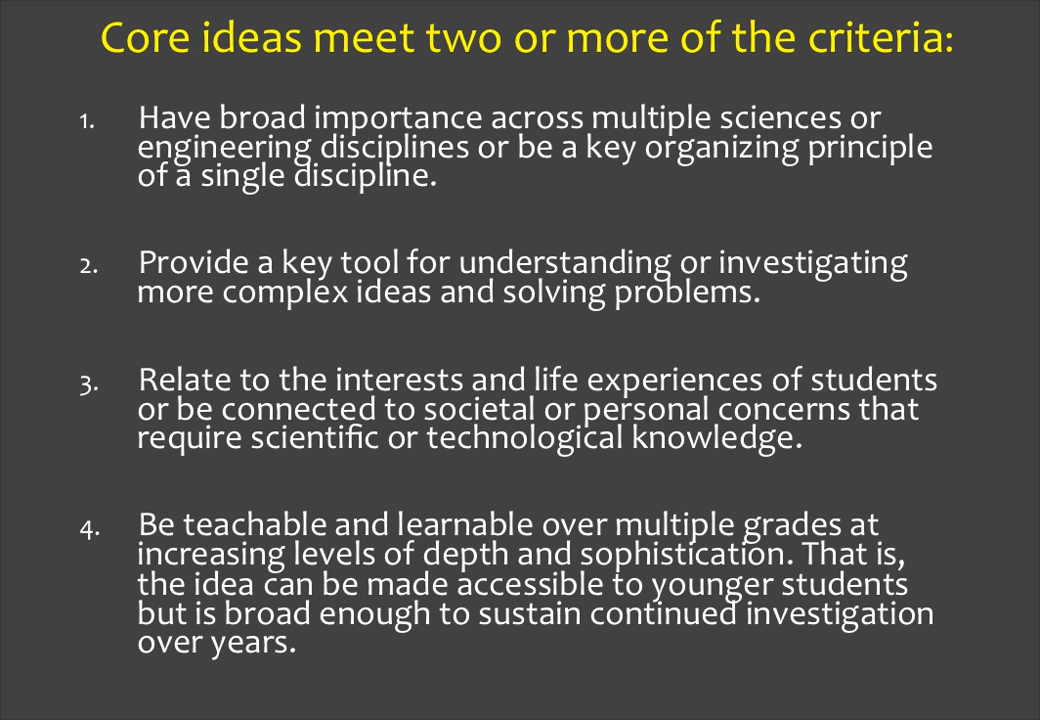 Core ideas meet two or more of the criteria:
1. Have broad importance across multiple sciences or
engineering disciplines or be a key organizing principle
of a single discipline.
2. Provide a key tool for understanding or investigating
more complex ideas and solving problems.
3. Relate to the interests and life experiences of students
or be connected to societal or personal concerns that
require scientific or technological knowledge.
4. Be teachable and learnable over multiple grades at
increasing levels of depth and sophistication. That is,
the idea can be made accessible to younger students
but is broad enough to sustain continued investigation
over years.